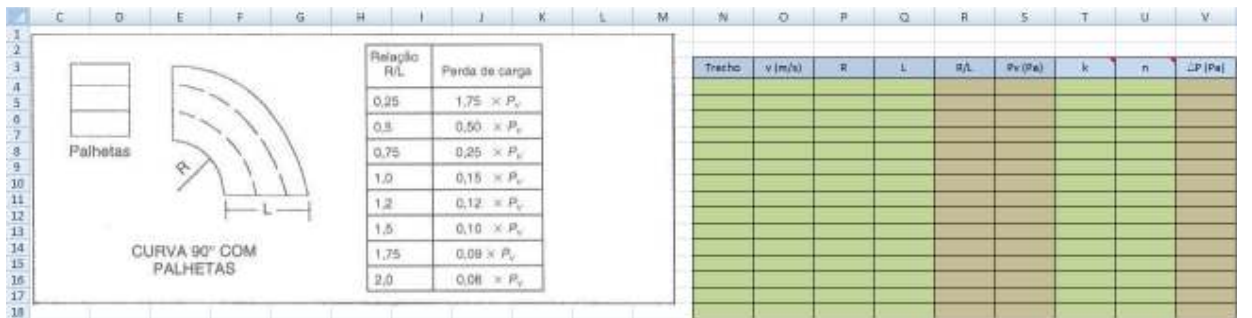 C D E F G H I J K L M N O P Q R S T U V
1
2
3
4
5
6
7
8
9
10
11
12
13
14
15
16
17
18
Palhetas
R
L
CURVA 90° COM
PALHETAS
Relação R/L Perda de carga
0,25 1,75 × Pv
0,5 0,50 × Pv
0,75 0,25 × Pv
1,0 0,15 × Pv
1,2 0,12 × Pv
1,5 0,10 × Pv
1,75 0,09 × Pv
2,0 0,08 × Pv
Trecho v (m/s) R L R/L Pv (Pa) k n △P (Pa)